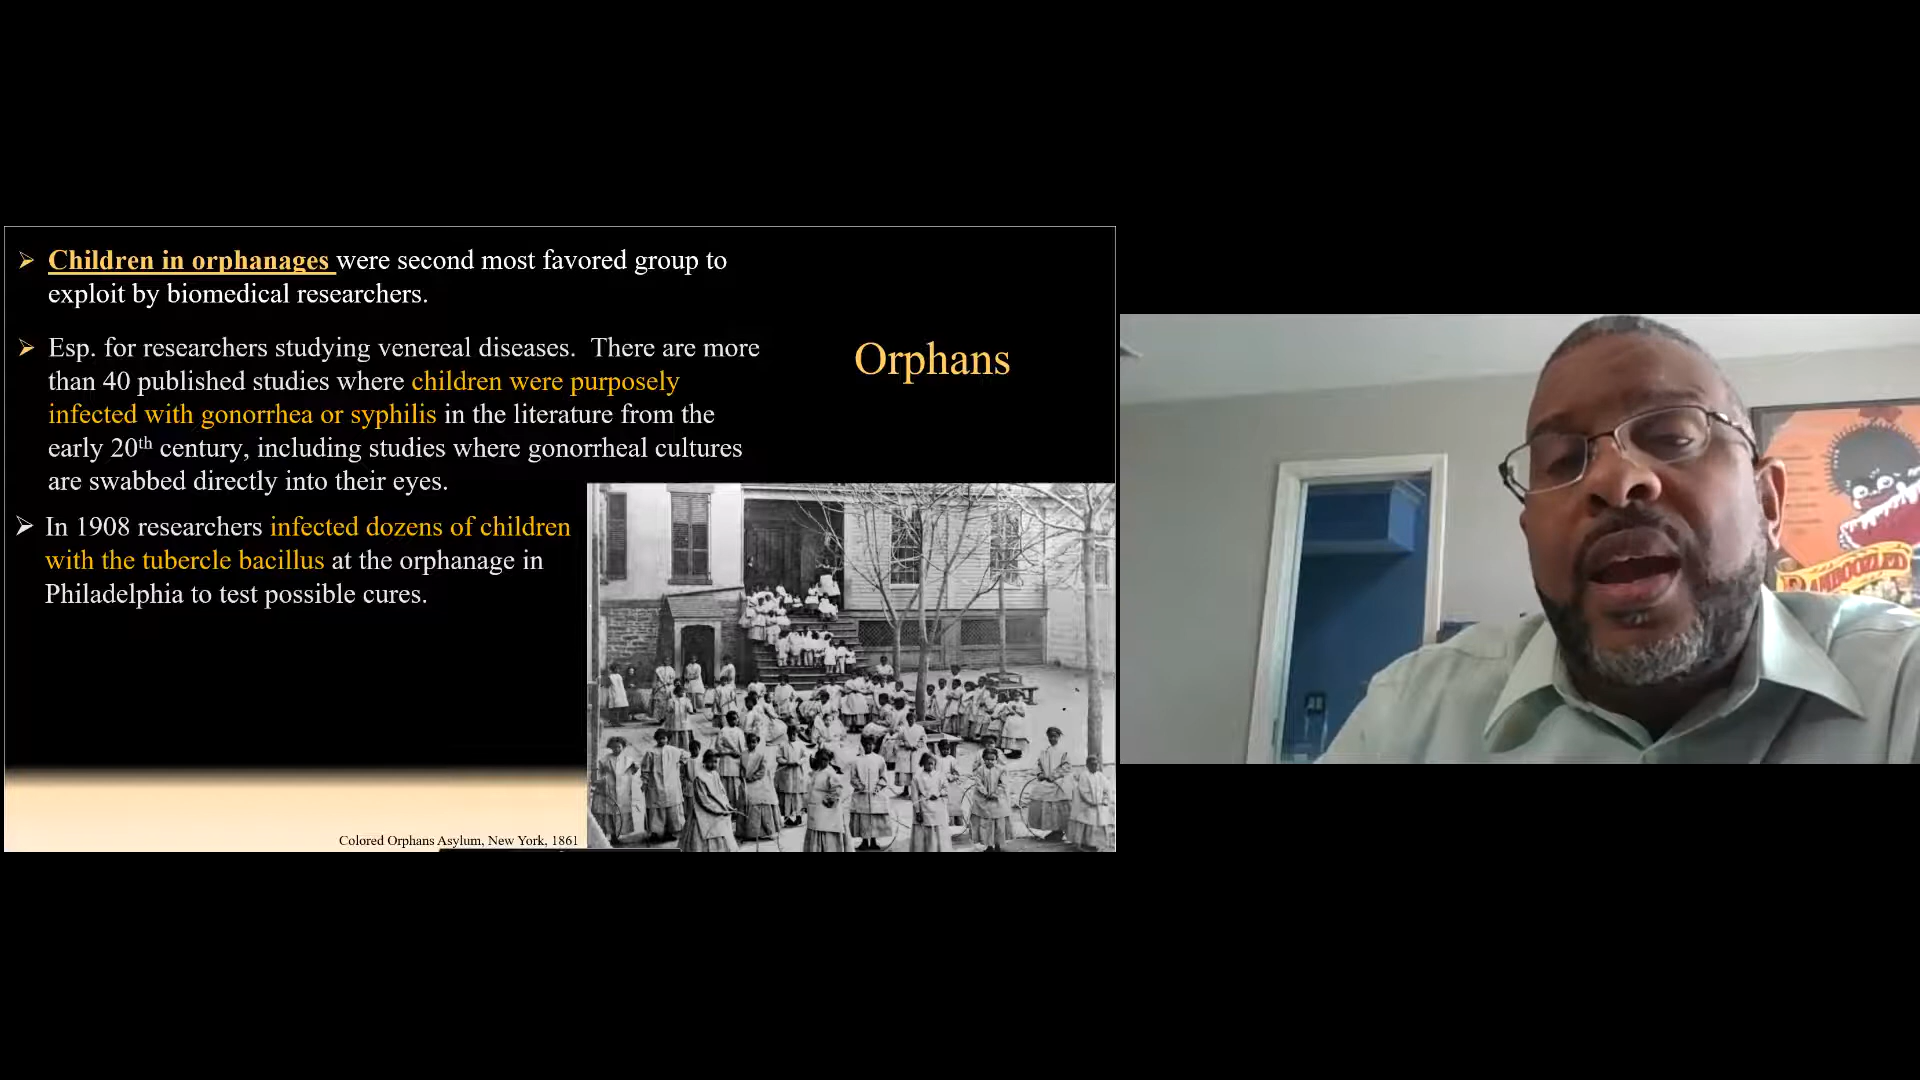 Children in orphanages were second most favored group to
exploit by biomedical researchers.
Esp. for researchers studying venereal diseases. There are more
than 40 published studies where children were purposely
infected with gonorrhea or syphilis in the literature from the
early 20th century, including studies where gonorrheal cultures
are swabbed directly into their eyes.
In 1908 researchers infected dozens of children
with the tubercle bacillus at the orphanage in
Philadelphia to test possible cures.
Orphans
Colored Orphans Asylum, New York, 1861
BAMBOOZLED